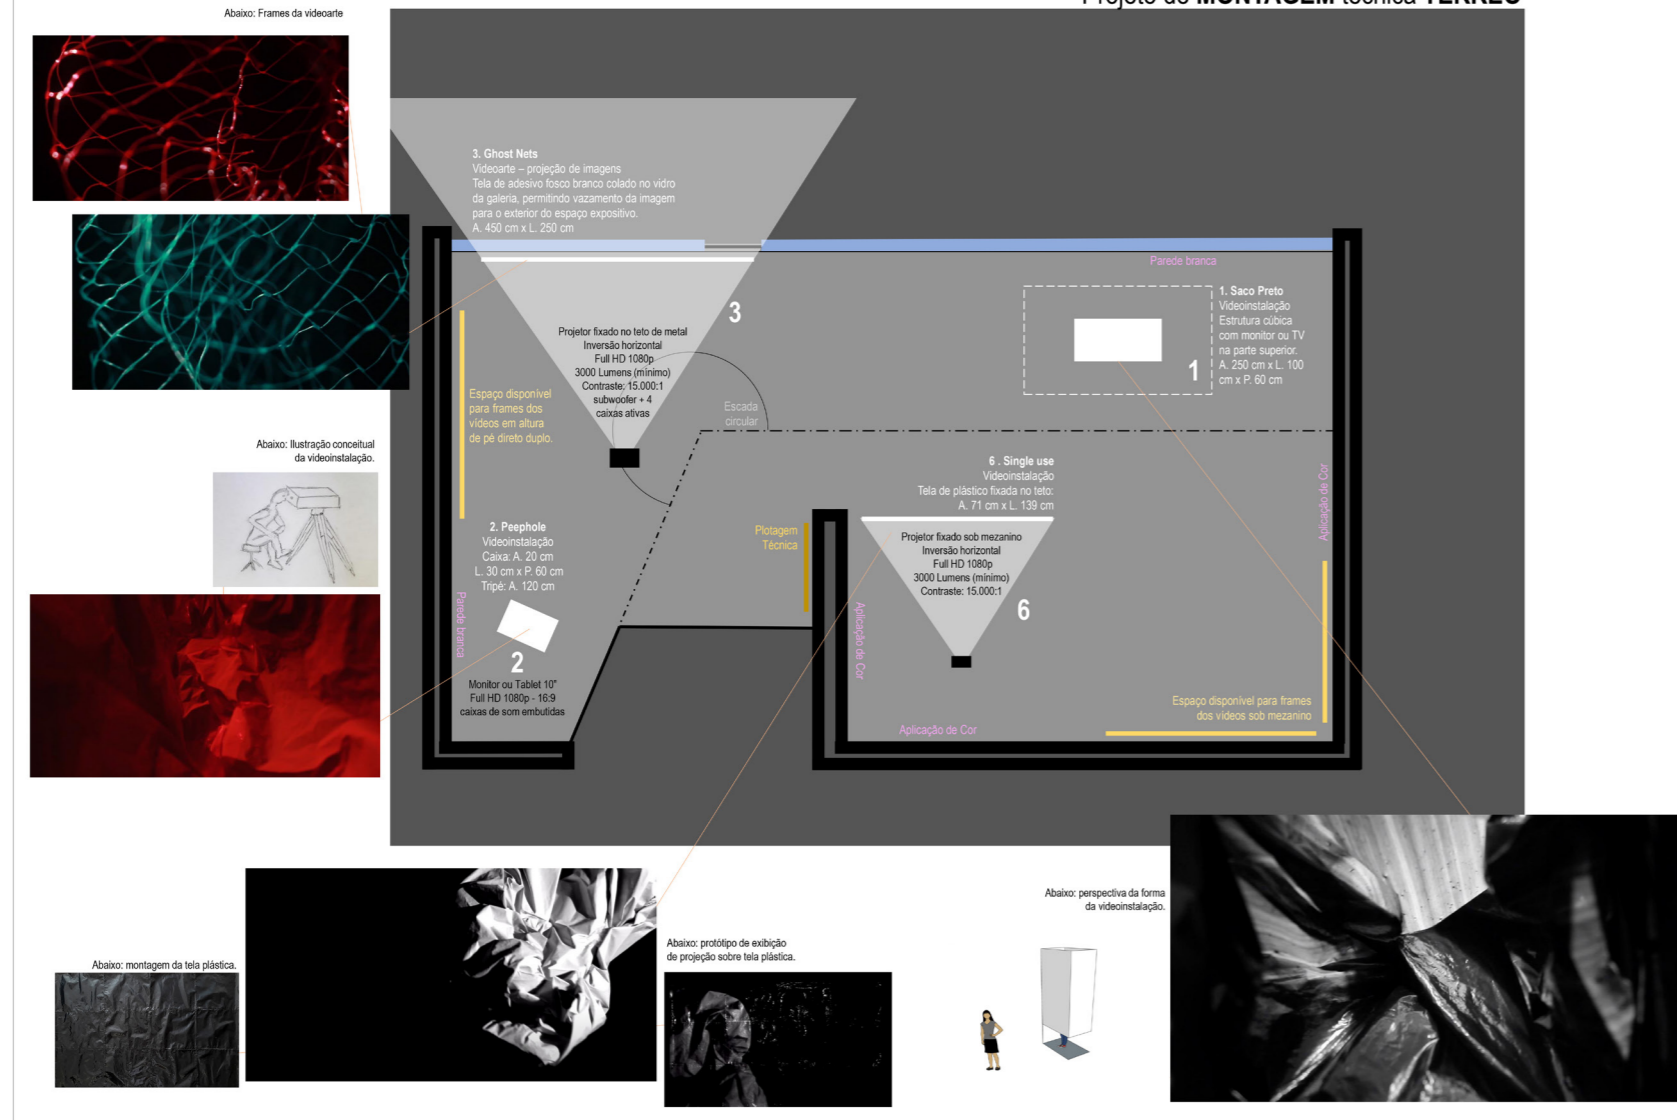 Projeto de MONTAGEM técnica TÉRREO
Abaixo: Frames da videoarte
3. Ghost Nets
Videoarte – projeção de imagens
Tela de adesivo fosco branco colado no vidro
da galeria, permitindo vazamento da imagem
para o exterior do espaço expositivo.
A. 450 cm x L. 250 cm
Parede branca
3
Projetor fixado no teto de metal
Inversão horizontal
Full HD 1080p
3000 Lumens (mínimo)
Contraste: 15.000:1
subwoofer + 4
caixas ativas
1. Saco Preto
Videoinstalação
Estrutura cúbica
com monitor ou TV
na parte superior.
A. 250 cm x L. 100
cm x P. 60 cm
1
Espaço disponível
para frames dos
vídeos em altura
de pé direto duplo.
Escada
circular
Abaixo: Ilustração conceitual
da videoinstalação.
6 . Single use
Videoinstalação
Tela de plástico fixada no teto:
A. 71 cm x L. 139 cm
Aplicação de Cor
2. Peephole
Videoinstalação
Caixa: A. 20 cm
L. 30 cm x P. 60 cm
Tripé: A. 120 cm
Plotagem
Técnica
Projetor fixado sob mezanino
Inversão horizontal
Full HD 1080p
3000 Lumens (mínimo)
Contraste: 15.000:1
6
Parede branca
Aplicação de Cor
2
Monitor ou Tablet 10"
Full HD 1080p - 16:9
caixas de som embutidas
Espaço disponível para frames
dos vídeos sob mezanino
Aplicação de Cor
Abaixo: perspectiva da forma
da videoinstalação.
Abaixo: protótipo de exibição
de projeção sobre tela plástica.
Abaixo: montagem da tela plástica.